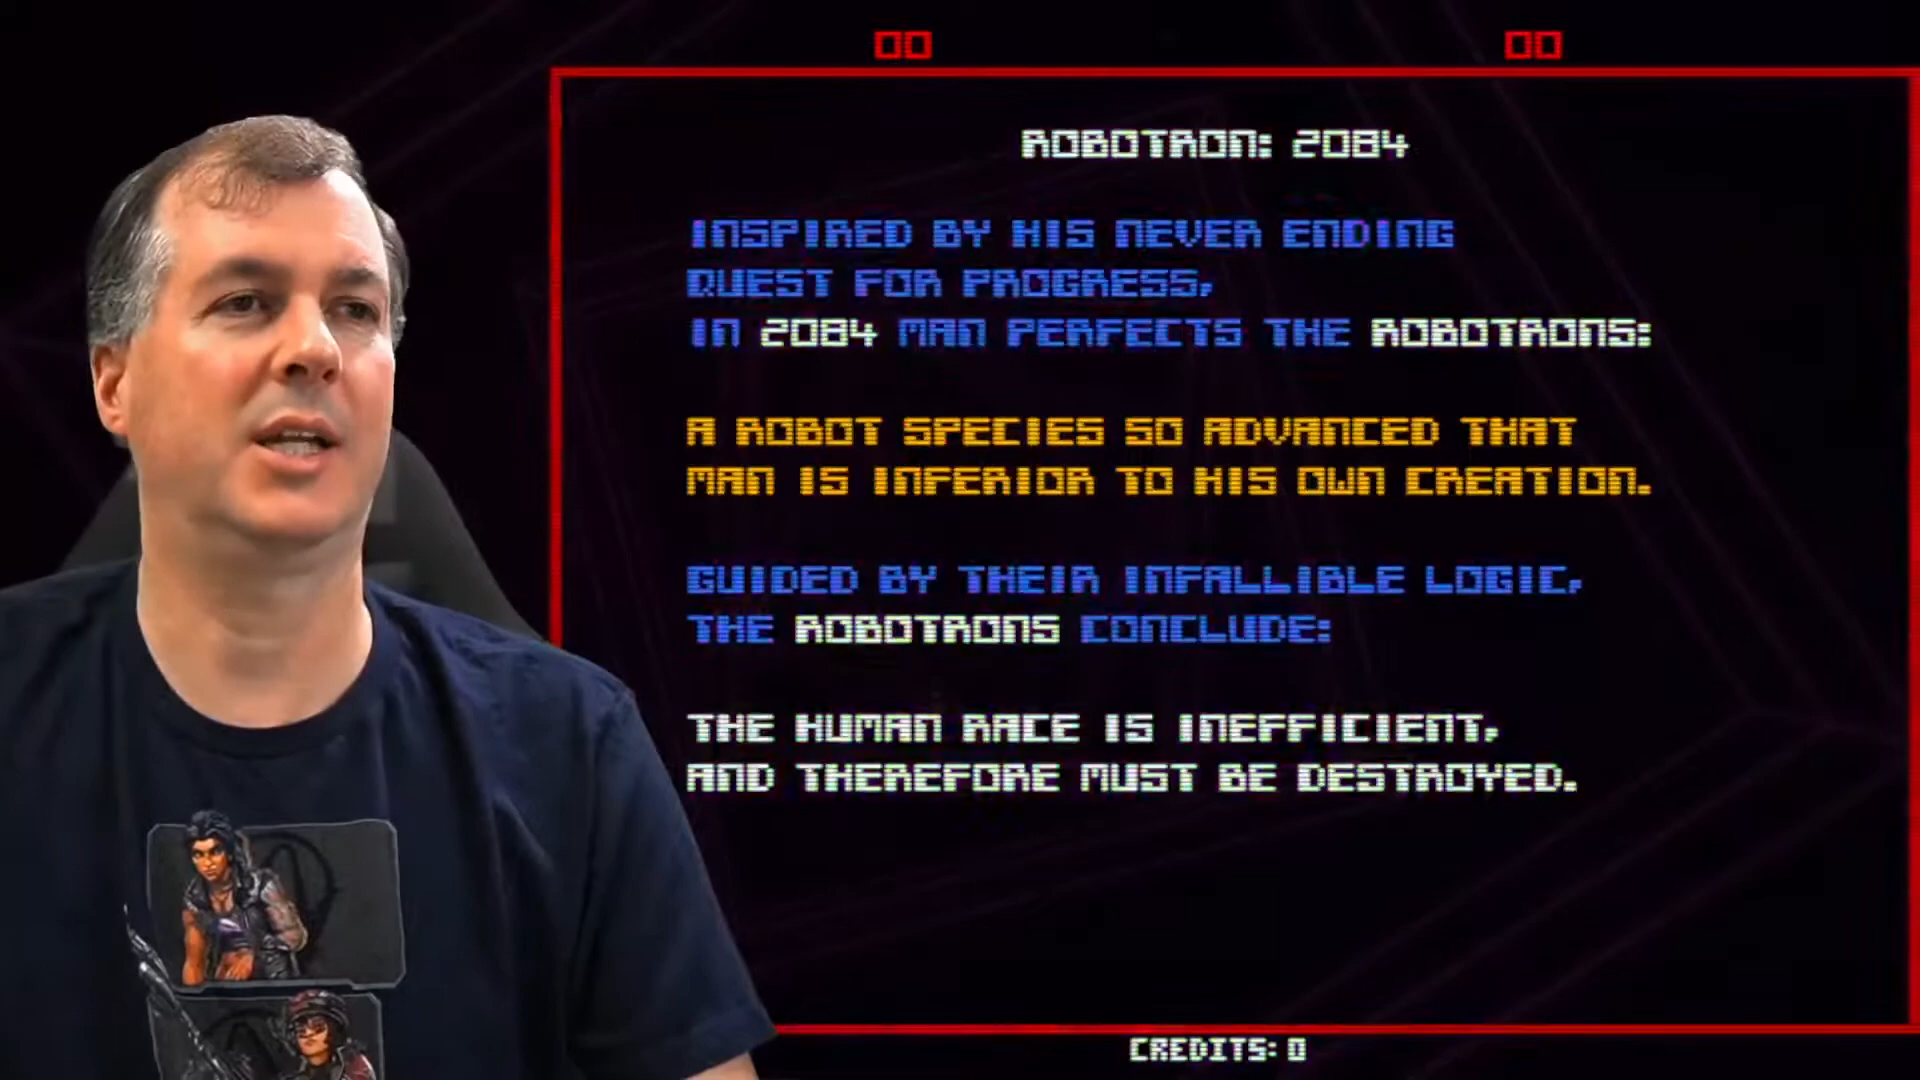 00 00
ROBOTRON: 2084
INSPIRED BY HIS NEVER ENDING
QUEST FOR PROGRESS,
IN 2084 MAN PERFECTS THE ROBOTRONS:
A ROBOT SPECIES SO ADVANCED THAT
MAN IS INFERIOR TO HIS OWN CREATION.
GUIDED BY THEIR INFALLIBLE LOGIC,
THE ROBOTRONS CONCLUDE:
THE HUMAN RACE IS INEFFICIENT,
AND THEREFORE MUST BE DESTROYED.
CREDITS: 0